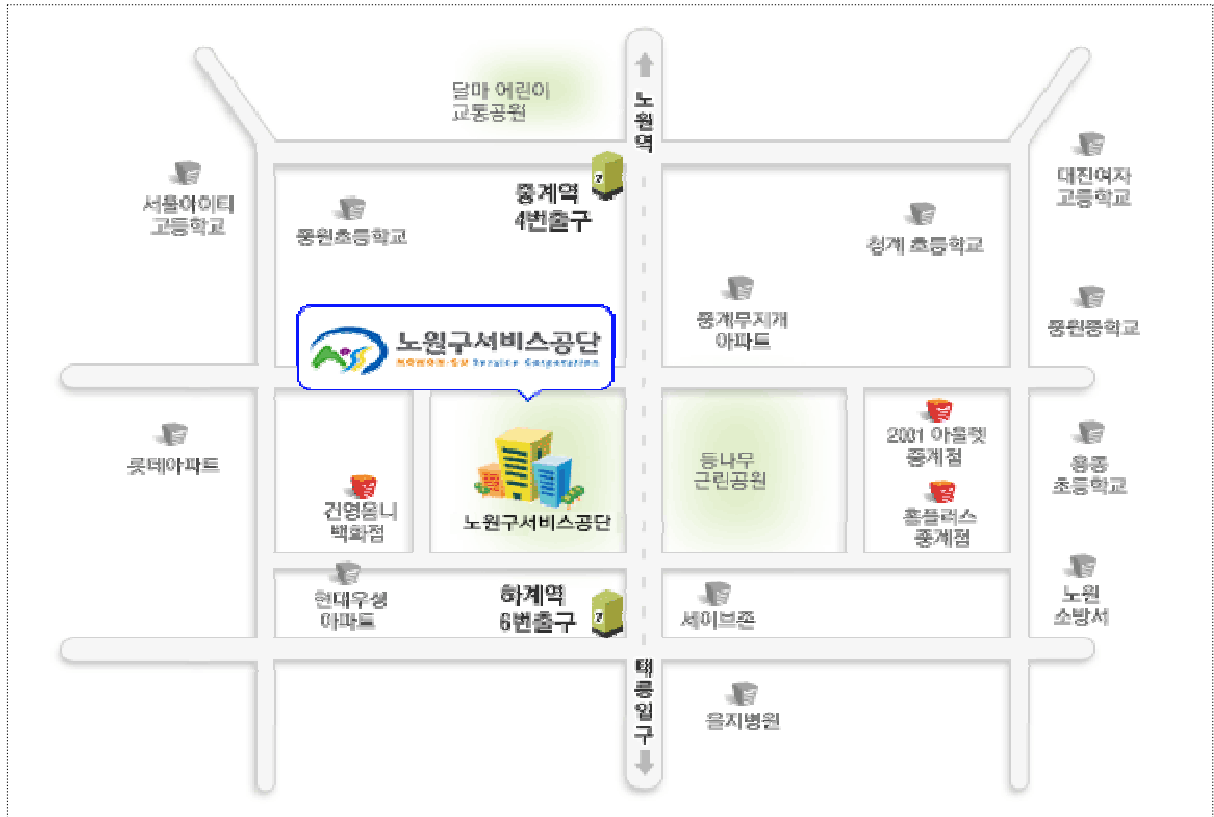 달마 어린이
교통공원
노원역
7
중계역
4번출구
서울아이티
고등학교
중원초등학교
대진여자
고등학교
청계 초등학교
중계무지개
아파트
중원중학교
노원구서비스공단
Service Corporation
롯데아파트
건영옴니
백화점
노원구서비스공단
등나무
근린공원
2001 아울렛
중계점
홈플러스
중계점
용동
초등학교
현대우성
아파트
하계역
6번출구
7
세이브존
노원
소방서
태릉입구
을지병원